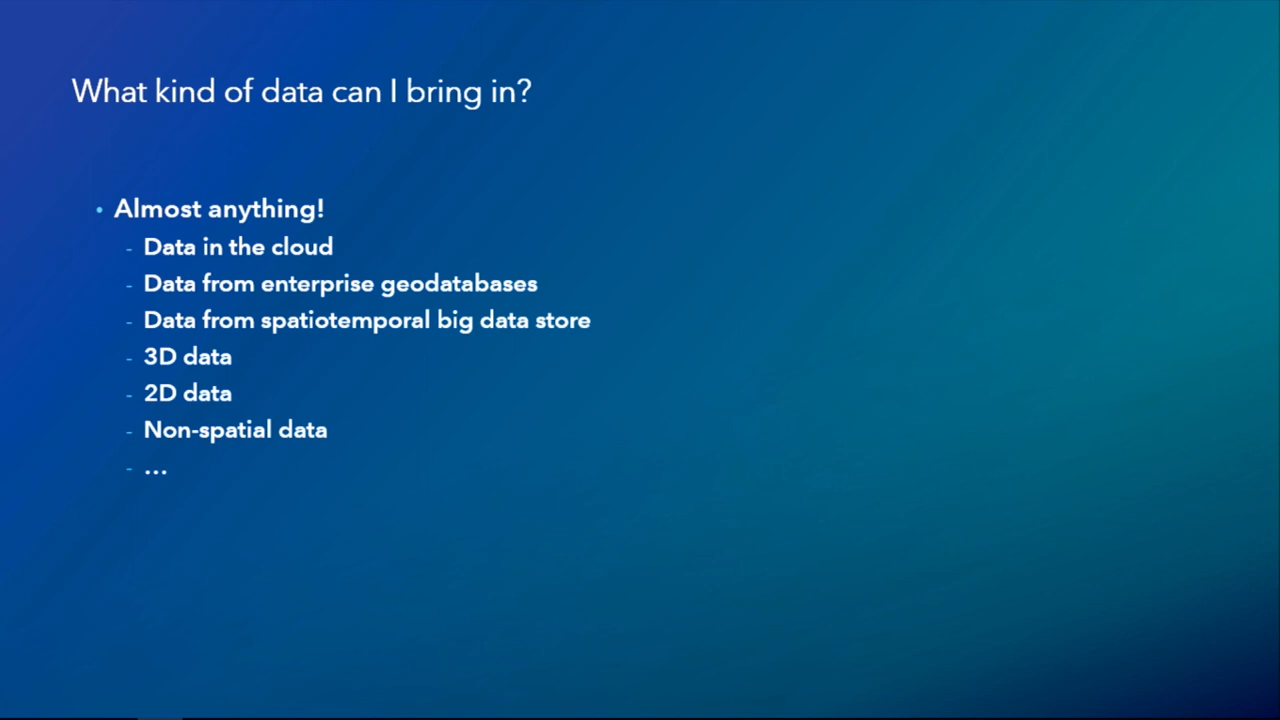 What kind of data can I bring in?
• Almost anything!
- Data in the cloud
- Data from enterprise geodatabases
- Data from spatiotemporal big data store
- 3D data
- 2D data
- Non-spatial data
- ...